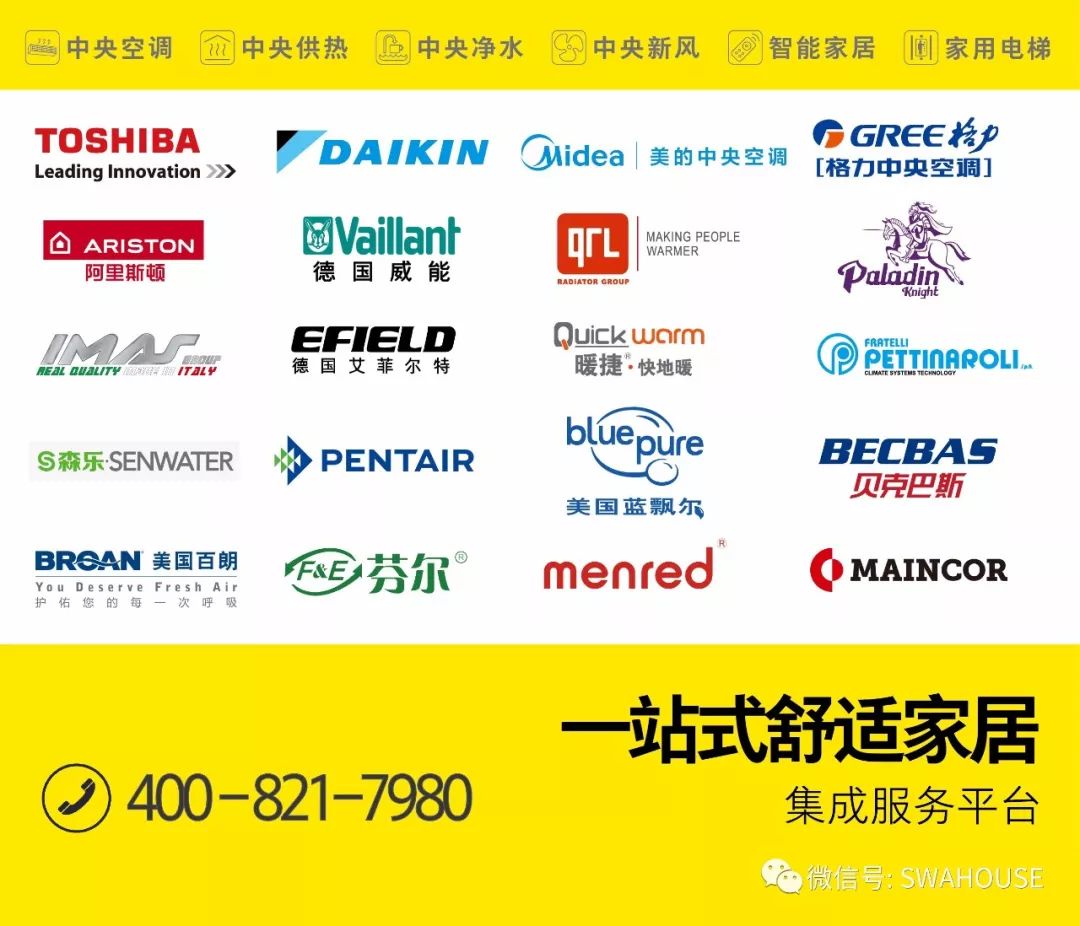 中央空调 中央供热 中央净水 中央新风 智能家居 家用电梯
TOSHIBA
Leading Innovation
DAIKIN
Midea 美的中央空调
GREE 格力
[格力中央空调]
ARISTON
阿里斯顿
Vaillant
德国威能
qrl
RADIATOR GROUP
MAKING PEOPLE
WARMER
Paladin
Knight
IMAS GROUP
REAL QUALITY MADE IN ITALY
EFIELD
德国艾菲尔特
Quick warm
暖捷®·快地暖
FRATELLI
PETTINAROLI s.p.a.
CLIMATE SYSTEMS TECHNOLOGY
S森乐·SENWATER
PENTAIR
bluepure
美国蓝飘尔
BECBAS
贝克巴斯
BROAN® 美国百朗
You Deserve Fresh Air
护佑您的每一次呼吸
F&E 芬尔®
menred®
MAINCOR
一站式舒适家居
集成服务平台
400-821-7980
微信号: SWAHOUSE